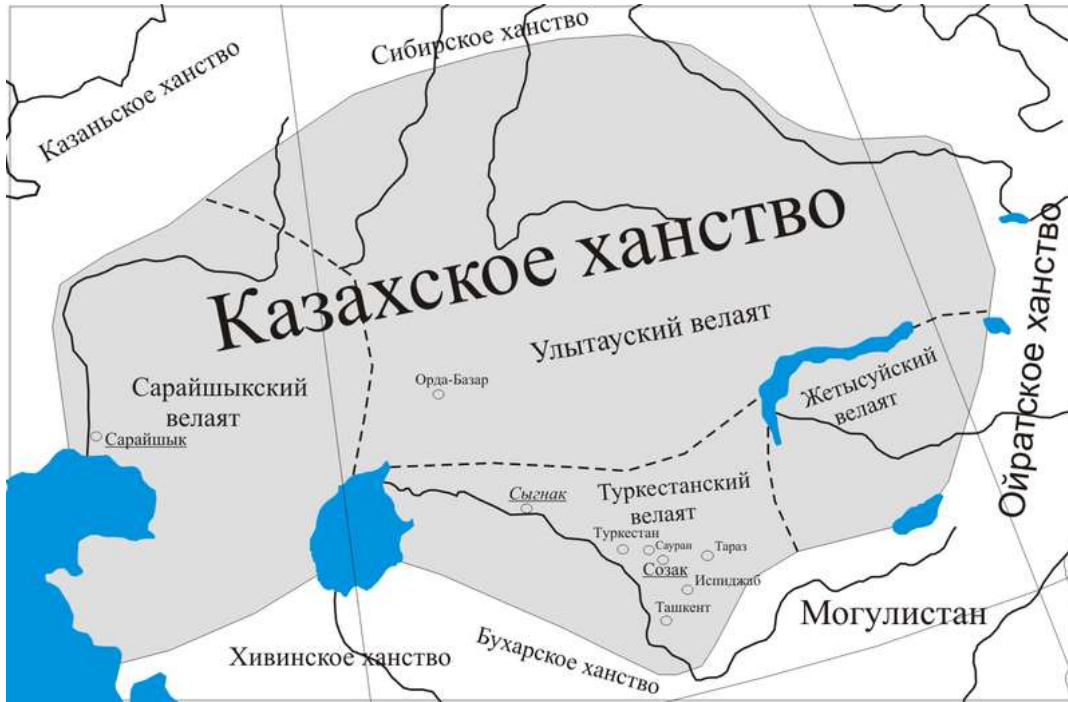 Сибирское ханство
Казаньское ханство
Казахское ханство
Ойратское ханство
Улытауский велаят
Жетысуйский
велаят
Орда-Базар
Сарайшыкский
велаят
Сарайшык
Сыгнак
Туркестанский
велаят
Туркестан
Сауран
Тараз
Созак
Испиджаб
Ташкент
Могулистан
Хивинское ханство
Бухарское ханство